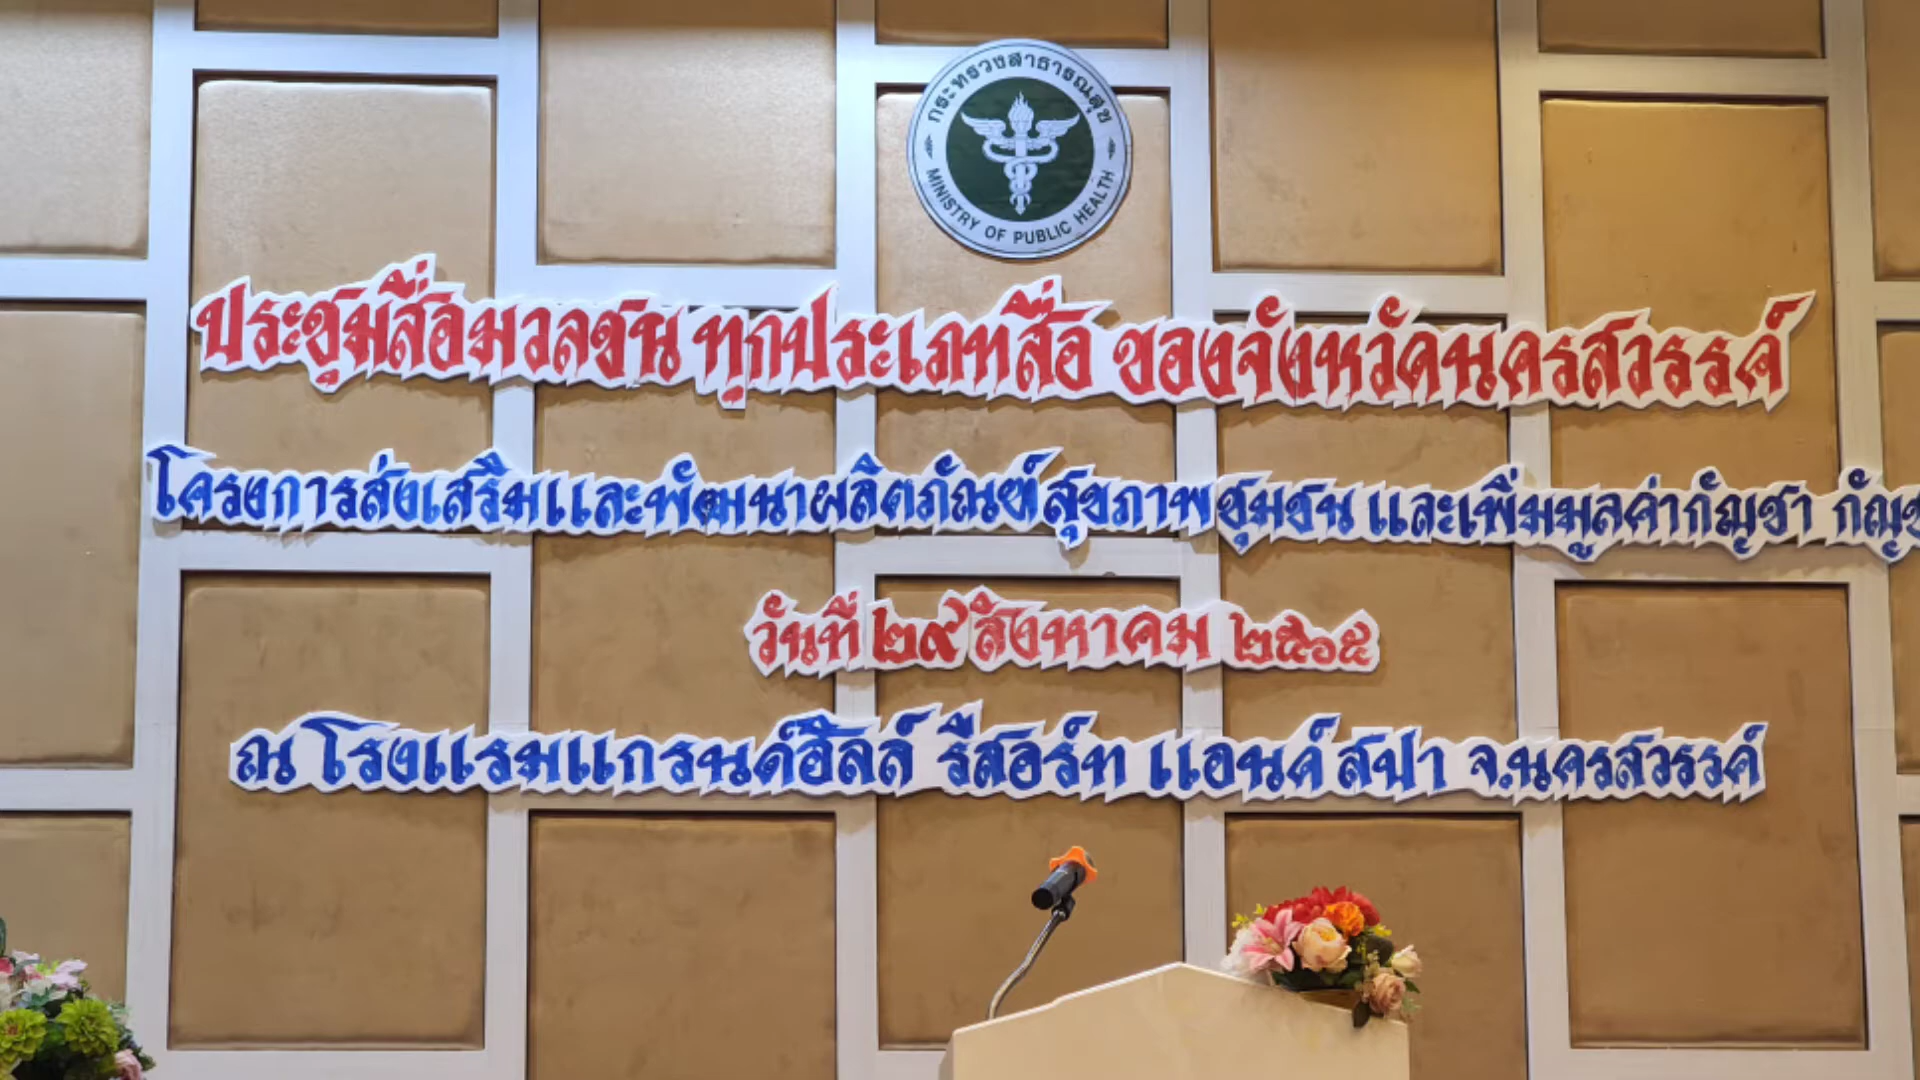 กระทรวงสาธารณสุข
MINISTRY OF PUBLIC HEALTH
ประชุมสื่อมวลชน ทุกประเภทสื่อ ของจังหวัดนครสวรรค์
โครงการส่งเสริมและพัฒนาผลิตภัณฑ์สุขภาพชุมชน และเพิ่มมูลค่ากัญชา
วันที่ ๒๙ สิงหาคม ๒๕๖๕
ณ โรงแรมแกรนด์ฮิลล์ รีสอร์ท แอนด์ สปา จ.นครสวรรค์